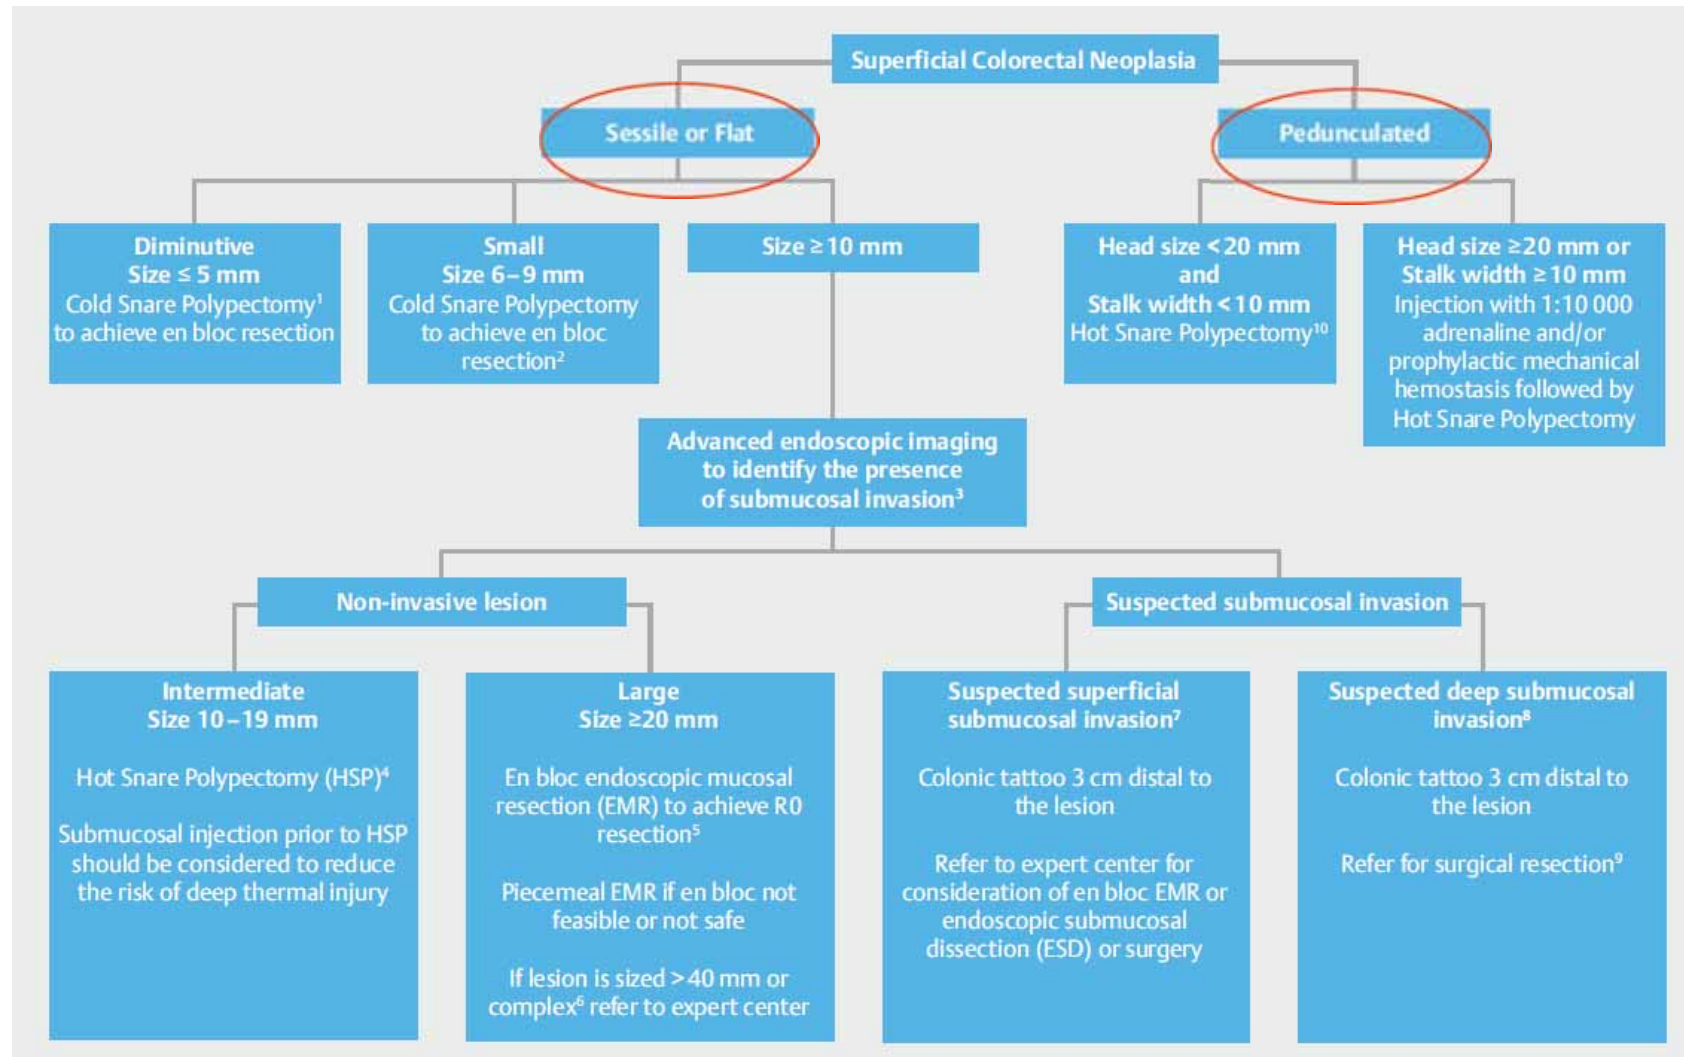 Superficial Colorectal Neoplasia
Sessile or Flat
Pedunculated
Diminutive
Size ≤ 5 mm
Cold Snare Polypectomy¹
to achieve en bloc resection
Small
Size 6–9 mm
Cold Snare Polypectomy
to achieve en bloc
resection²
Size ≥ 10 mm
Head size <20 mm
and
Stalk width <10 mm
Hot Snare Polypectomy¹⁰
Head size ≥20 mm or
Stalk width ≥10 mm
Injection with 1:10 000
adrenaline and/or
prophylactic mechanical
hemostasis followed by
Hot Snare Polypectomy
Advanced endoscopic imaging
to identify the presence
of submucosal invasion³
Non-invasive lesion
Suspected submucosal invasion
Intermediate
Size 10–19 mm
Hot Snare Polypectomy (HSP)⁴
Submucosal injection prior to HSP
should be considered to reduce
the risk of deep thermal injury
Large
Size ≥20 mm
En bloc endoscopic mucosal
resection (EMR) to achieve R0
resection⁵
Piecemeal EMR if en bloc not
feasible or not safe
If lesion is sized >40 mm or
complex⁶ refer to expert center
Suspected superficial
submucosal invasion⁷
Colonic tattoo 3 cm distal to
the lesion
Refer to expert center for
consideration of en bloc EMR or
endoscopic submucosal
dissection (ESD) or surgery
Suspected deep submucosal
invasion⁸
Colonic tattoo 3 cm distal to
the lesion
Refer for surgical resection⁹